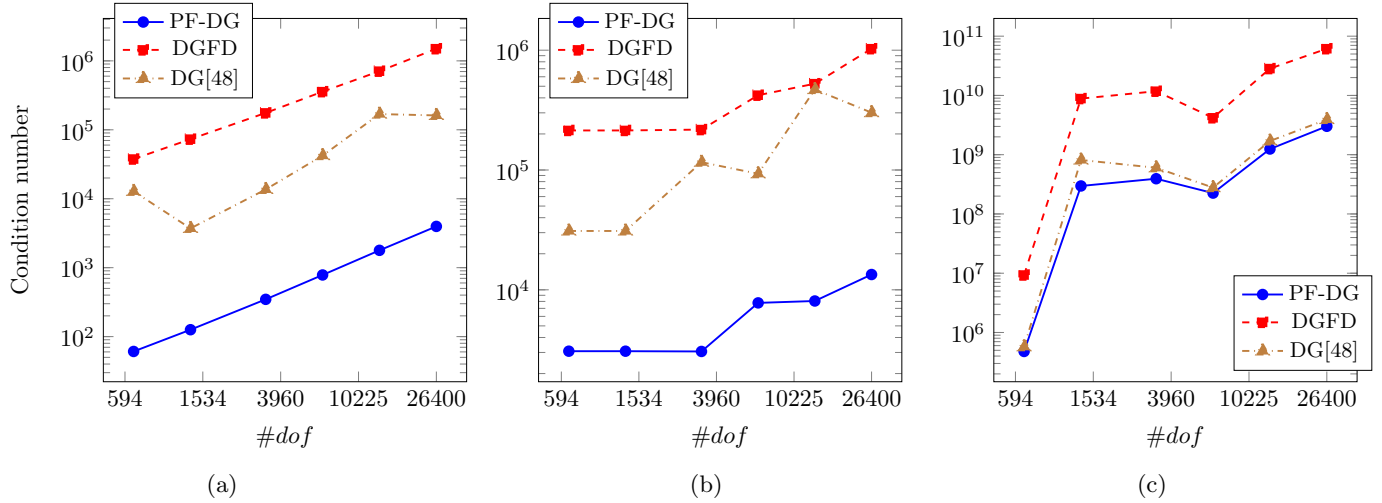 Condition number
PF-DG
DGFD
DG[48]
10^6
10^5
10^4
10^3
10^2
594 1534 3960 10225 26400
#dof
(a)
PF-DG
DGFD
DG[48]
10^6
10^5
10^4
594 1534 3960 10225 26400
#dof
(b)
10^11
10^10
10^9
10^8
10^7
10^6
PF-DG
DGFD
DG[48]
594 1534 3960 10225 26400
#dof
(c)